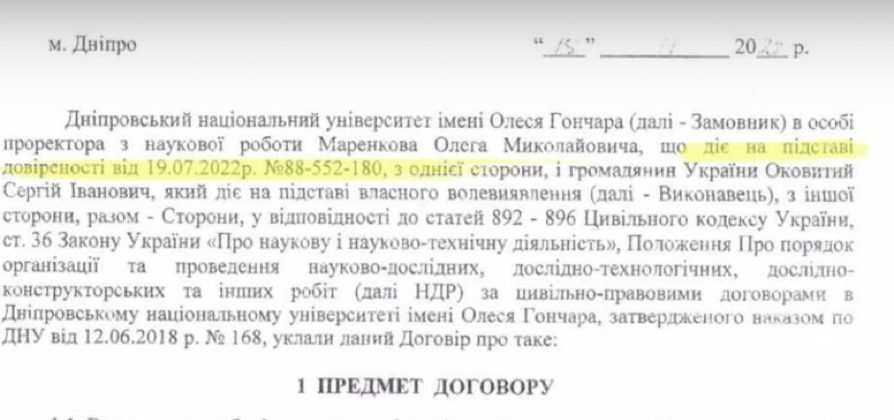 м. Дніпро “ 15 ” 20 р.
Дніпровський національний університет імені Олеся Гончара (далі - Замовник) в особі
проректора з наукової роботи Маренкова Олега Миколайовича, що діє на підставі
довіреності від 19.07.2022р. №88-552-180, з однієї сторони, і громадянин України Оковитий
Сергій Іванович, який діє на підставі власного волевиявлення (далі - Виконавець), з іншої
сторони, разом - Сторони, у відповідності до статей 892 - 896 Цивільного кодексу України,
ст. 36 Закону України «Про наукову і науково-технічну діяльність», Положення Про порядок
організації та проведення науково-дослідних, дослідно-технологічних, дослідно-
конструкторських та інших робіт (далі НДР) за цивільно-правовими договорами в
Дніпровському національному університеті імені Олеся Гончара, затвердженого наказом по
ДНУ від 12.06.2018 р. № 168, уклали даний Договір про таке:
1 ПРЕДМЕТ ДОГОВОРУ